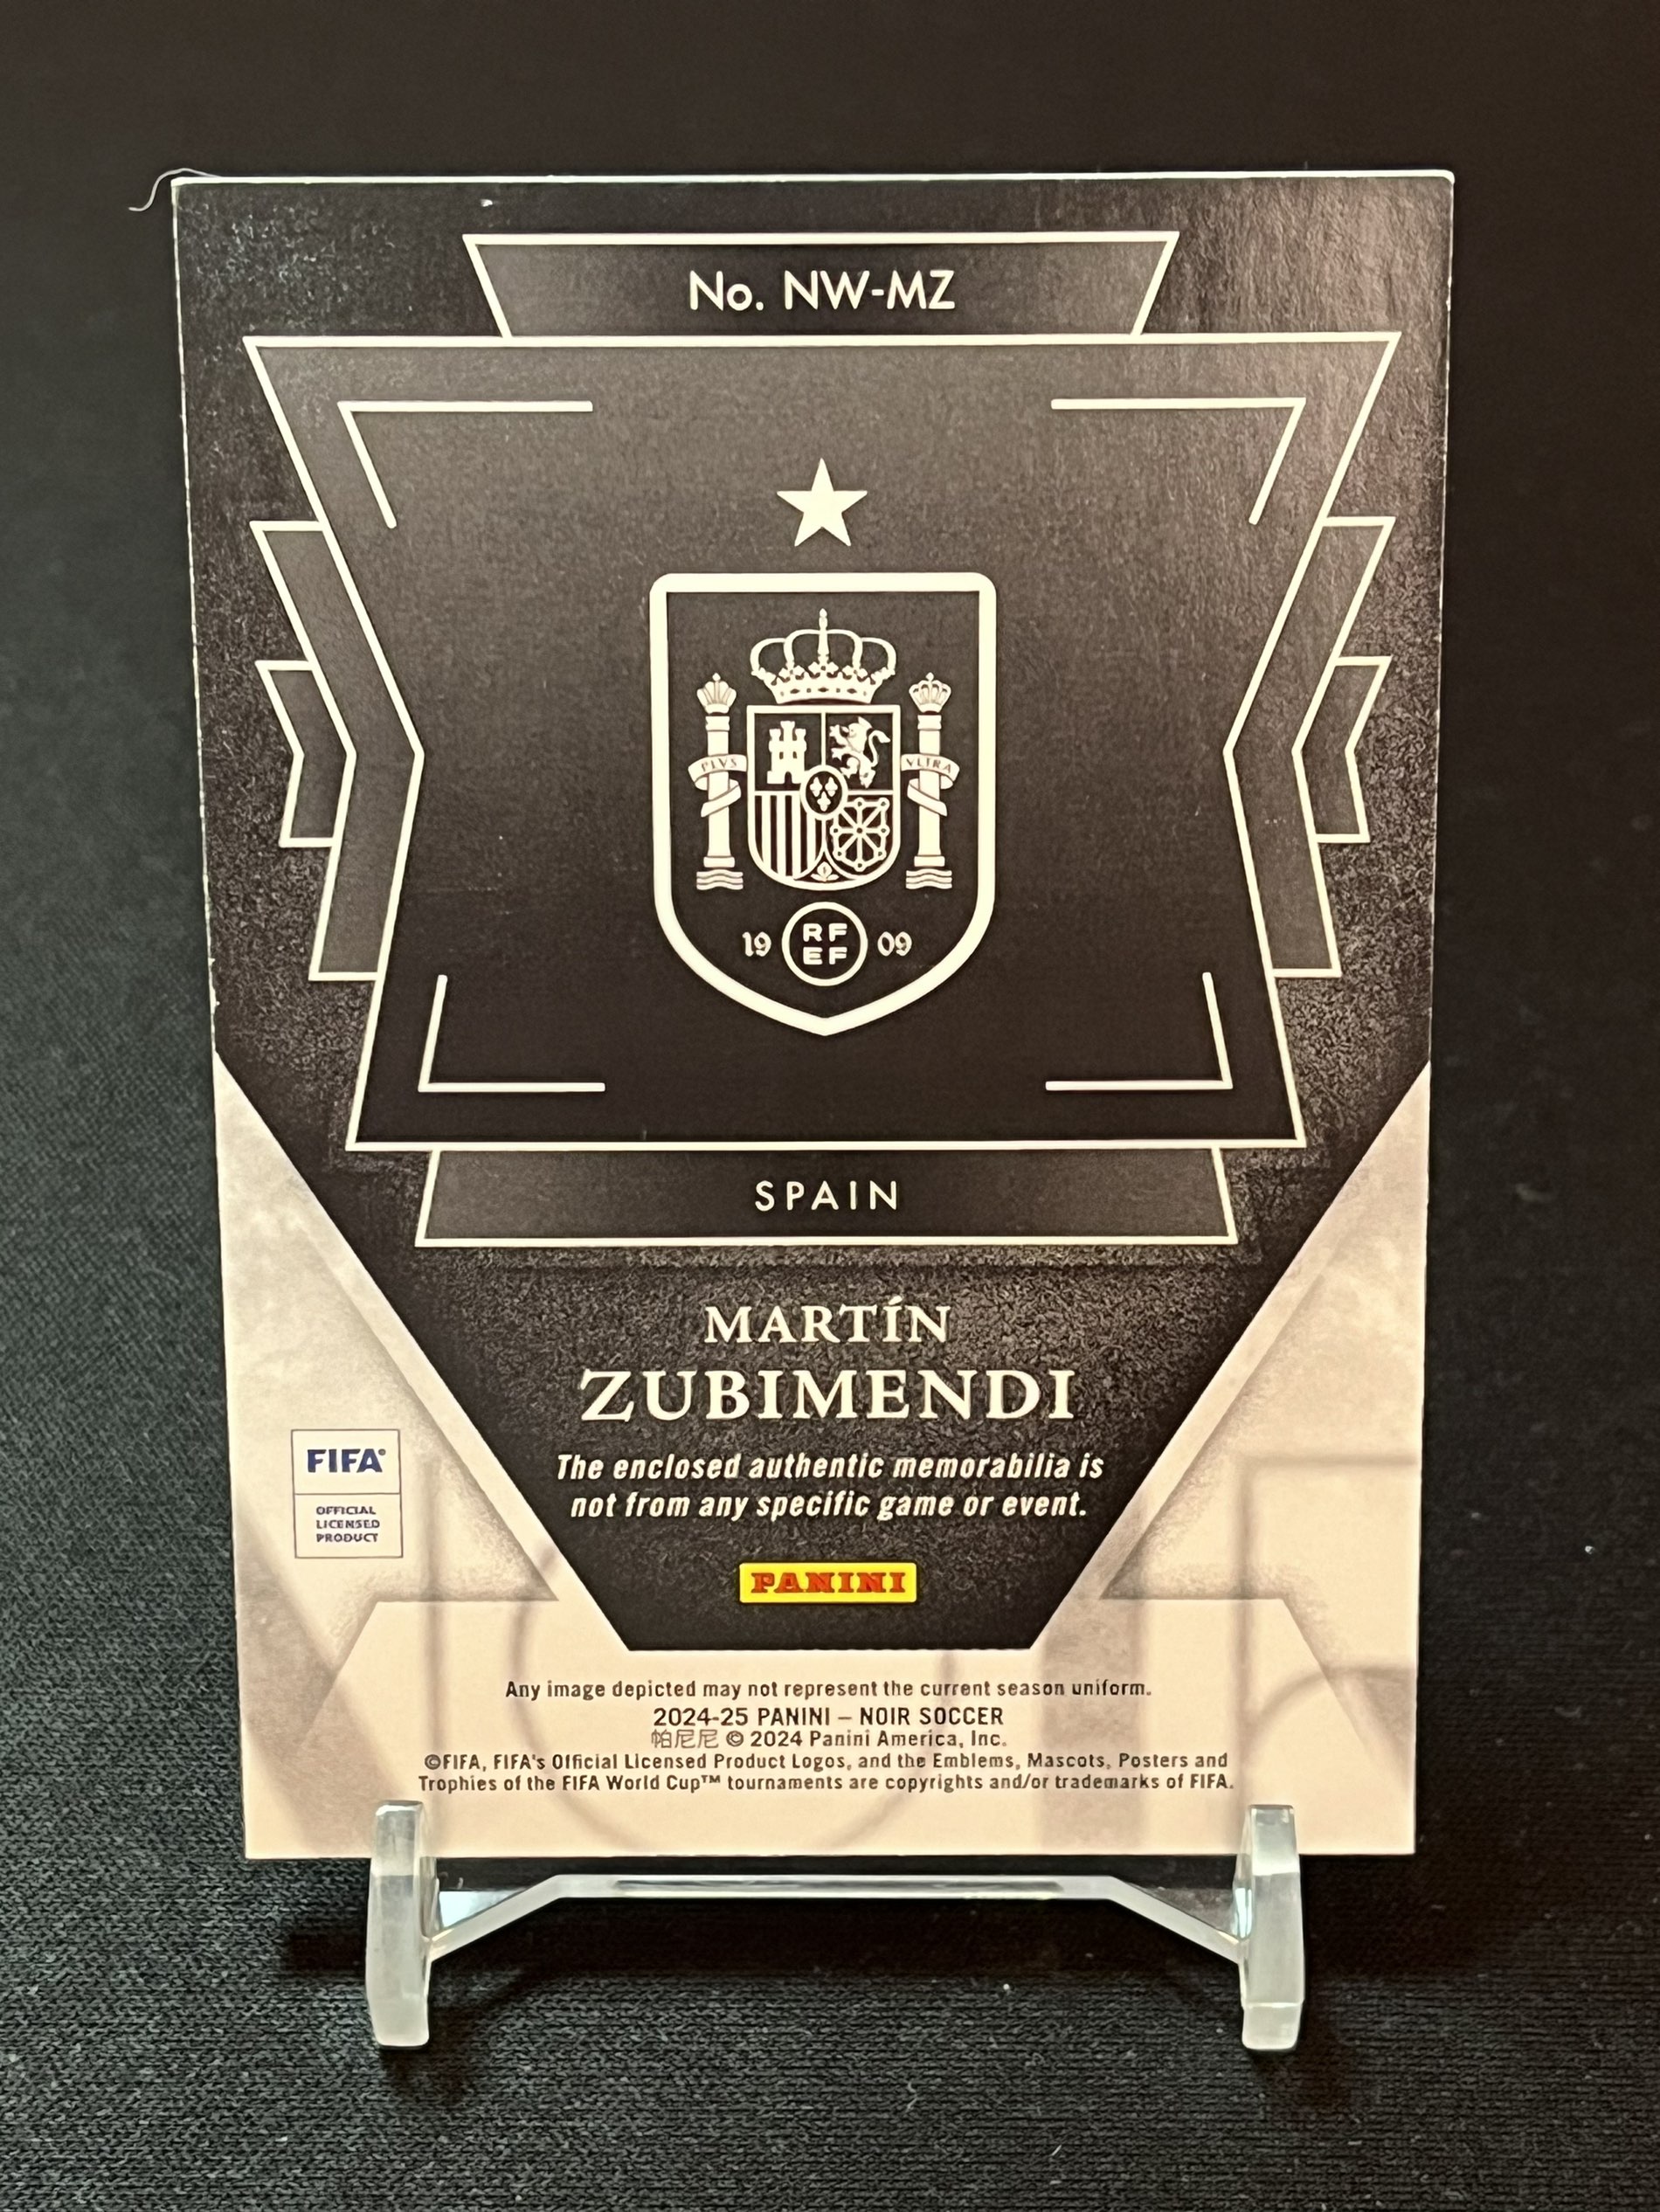 No. NW-MZ
PLVS VLTRA
19 RF EF 09
SPAIN
MARTÍN
ZUBIMENDI
The enclosed authentic memorabilia is
not from any specific game or event.
FIFA®
OFFICIAL
LICENSED
PRODUCT
PANINI
Any image depicted may not represent the current season uniform.
2024-25 PANINI – NOIR SOCCER
帕尼尼 © 2024 Panini America, Inc.
©FIFA, FIFA's Official Licensed Product Logos, and the Emblems, Mascots, Posters and
Trophies of the FIFA World Cup™ tournaments are copyrights and/or trademarks of FIFA.